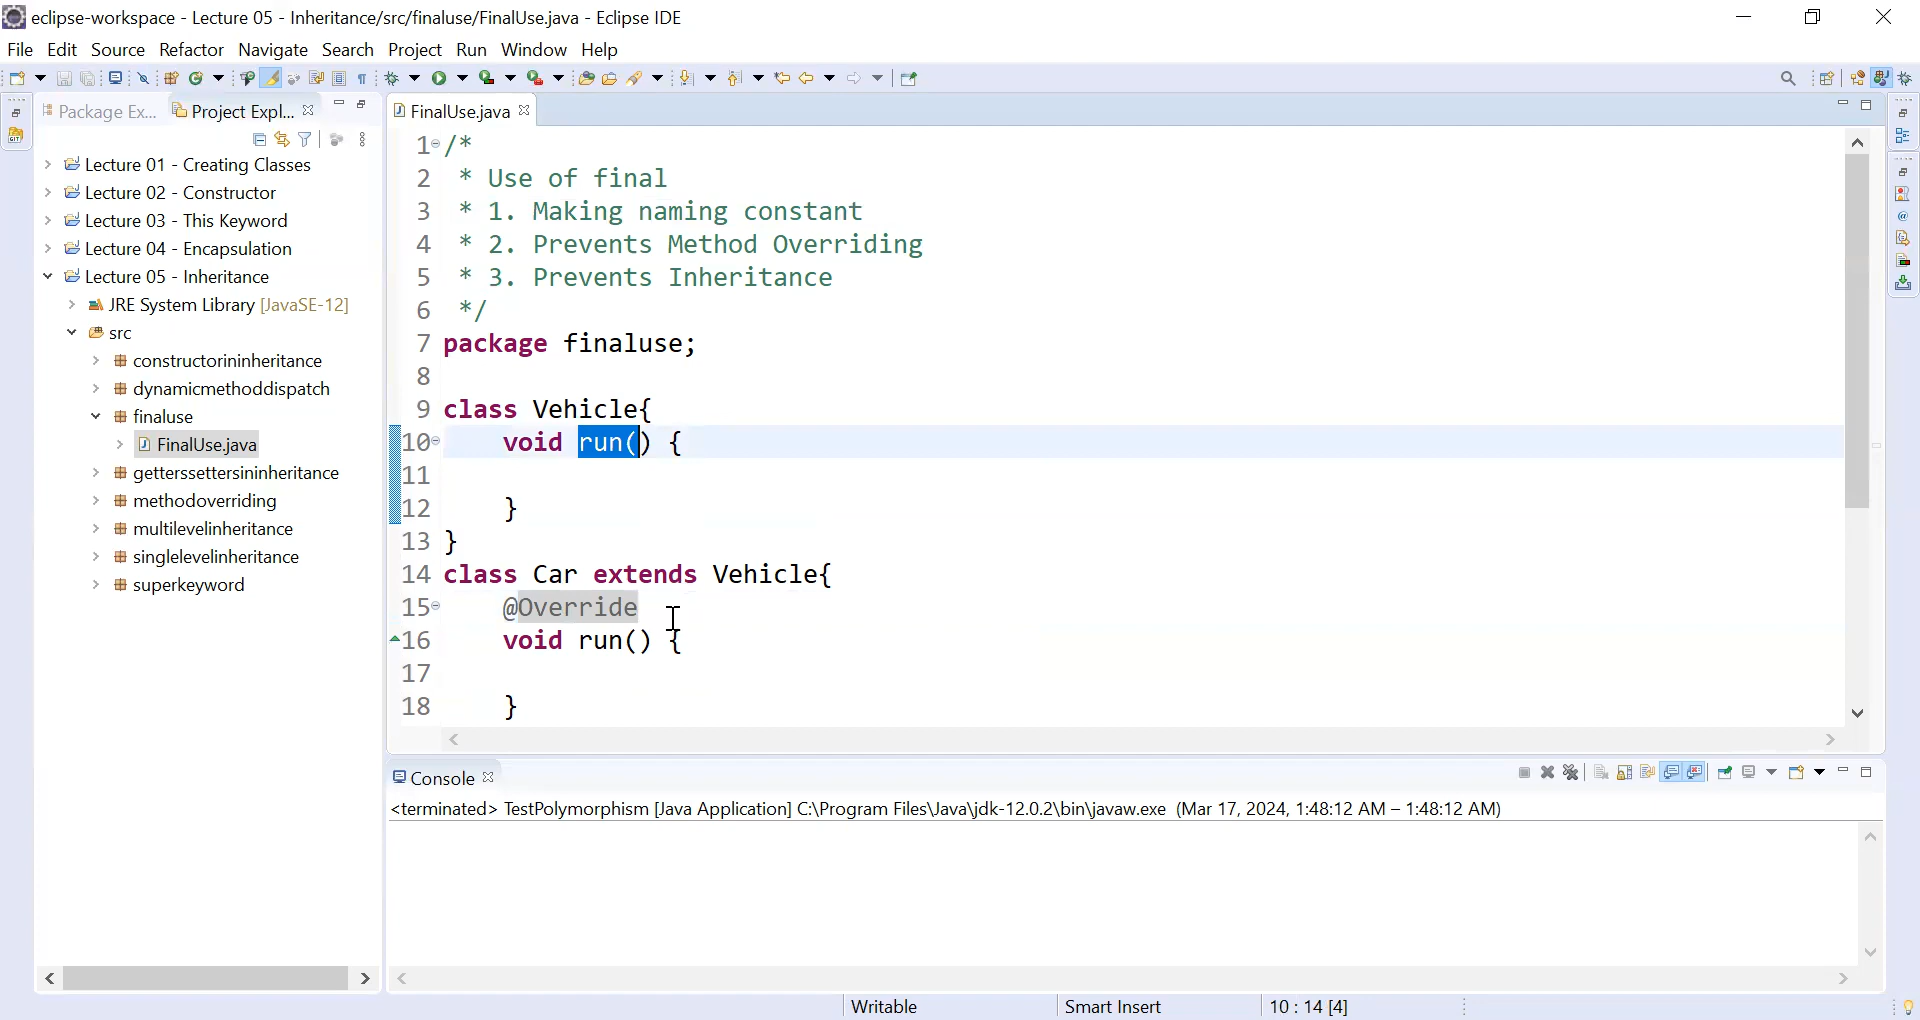 eclipse-workspace - Lecture 05 - Inheritance/src/finaluse/FinalUse.java - Eclipse IDE
File Edit Source Refactor Navigate Search Project Run Window Help
Package Ex... Project Expl... FinalUse.java
Lecture 01 - Creating Classes
Lecture 02 - Constructor
Lecture 03 - This Keyword
Lecture 04 - Encapsulation
Lecture 05 - Inheritance
JRE System Library [JavaSE-12]
src
constructorininheritance
dynamicmethoddispatch
finaluse
FinalUse.java
getterssettersininheritance
methodoverriding
multilevelinheritance
singlelevelinheritance
superkeyword
1 /*
2 * Use of final
3 * 1. Making naming constant
4 * 2. Prevents Method Overriding
5 * 3. Prevents Inheritance
6 */
7 package finaluse;
8
9 class Vehicle{
10 void run() {
11
12 }
13 }
14 class Car extends Vehicle{
15 @Override
16 void run() {
17
18 }
Console
<terminated> TestPolymorphism [Java Application] C:\Program Files\Java\jdk-12.0.2\bin\javaw.exe (Mar 17, 2024, 1:48:12 AM – 1:48:12 AM)
Writable Smart Insert 10 : 14 [4]